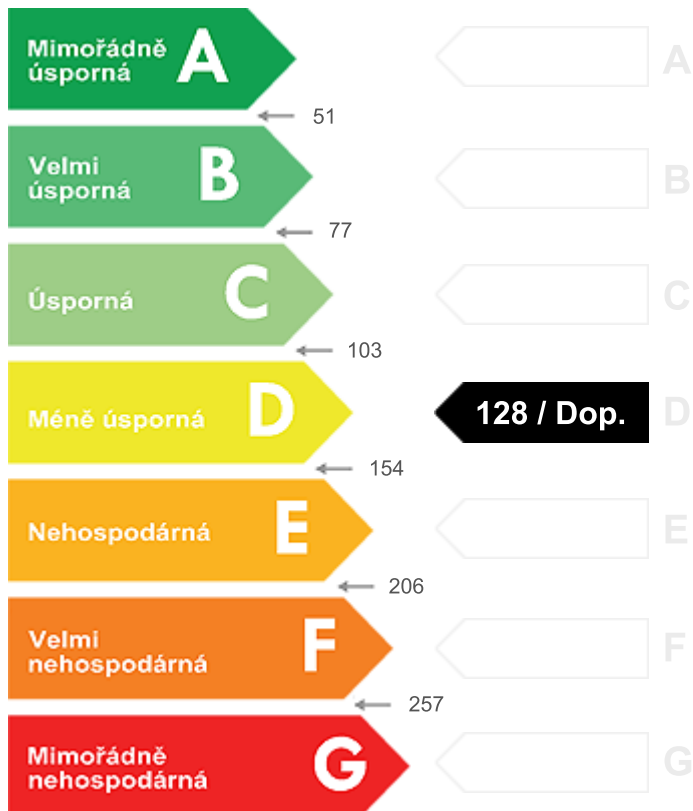 Mimořádně
úsporná
A
A
51
Velmi
úsporná
B
B
77
Úsporná
C
C
103
Méně úsporná
D
128 / Dop.
D
154
Nehospodárná
E
E
206
Velmi
nehospodárná
F
F
257
Mimořádně
nehospodárná
G
G